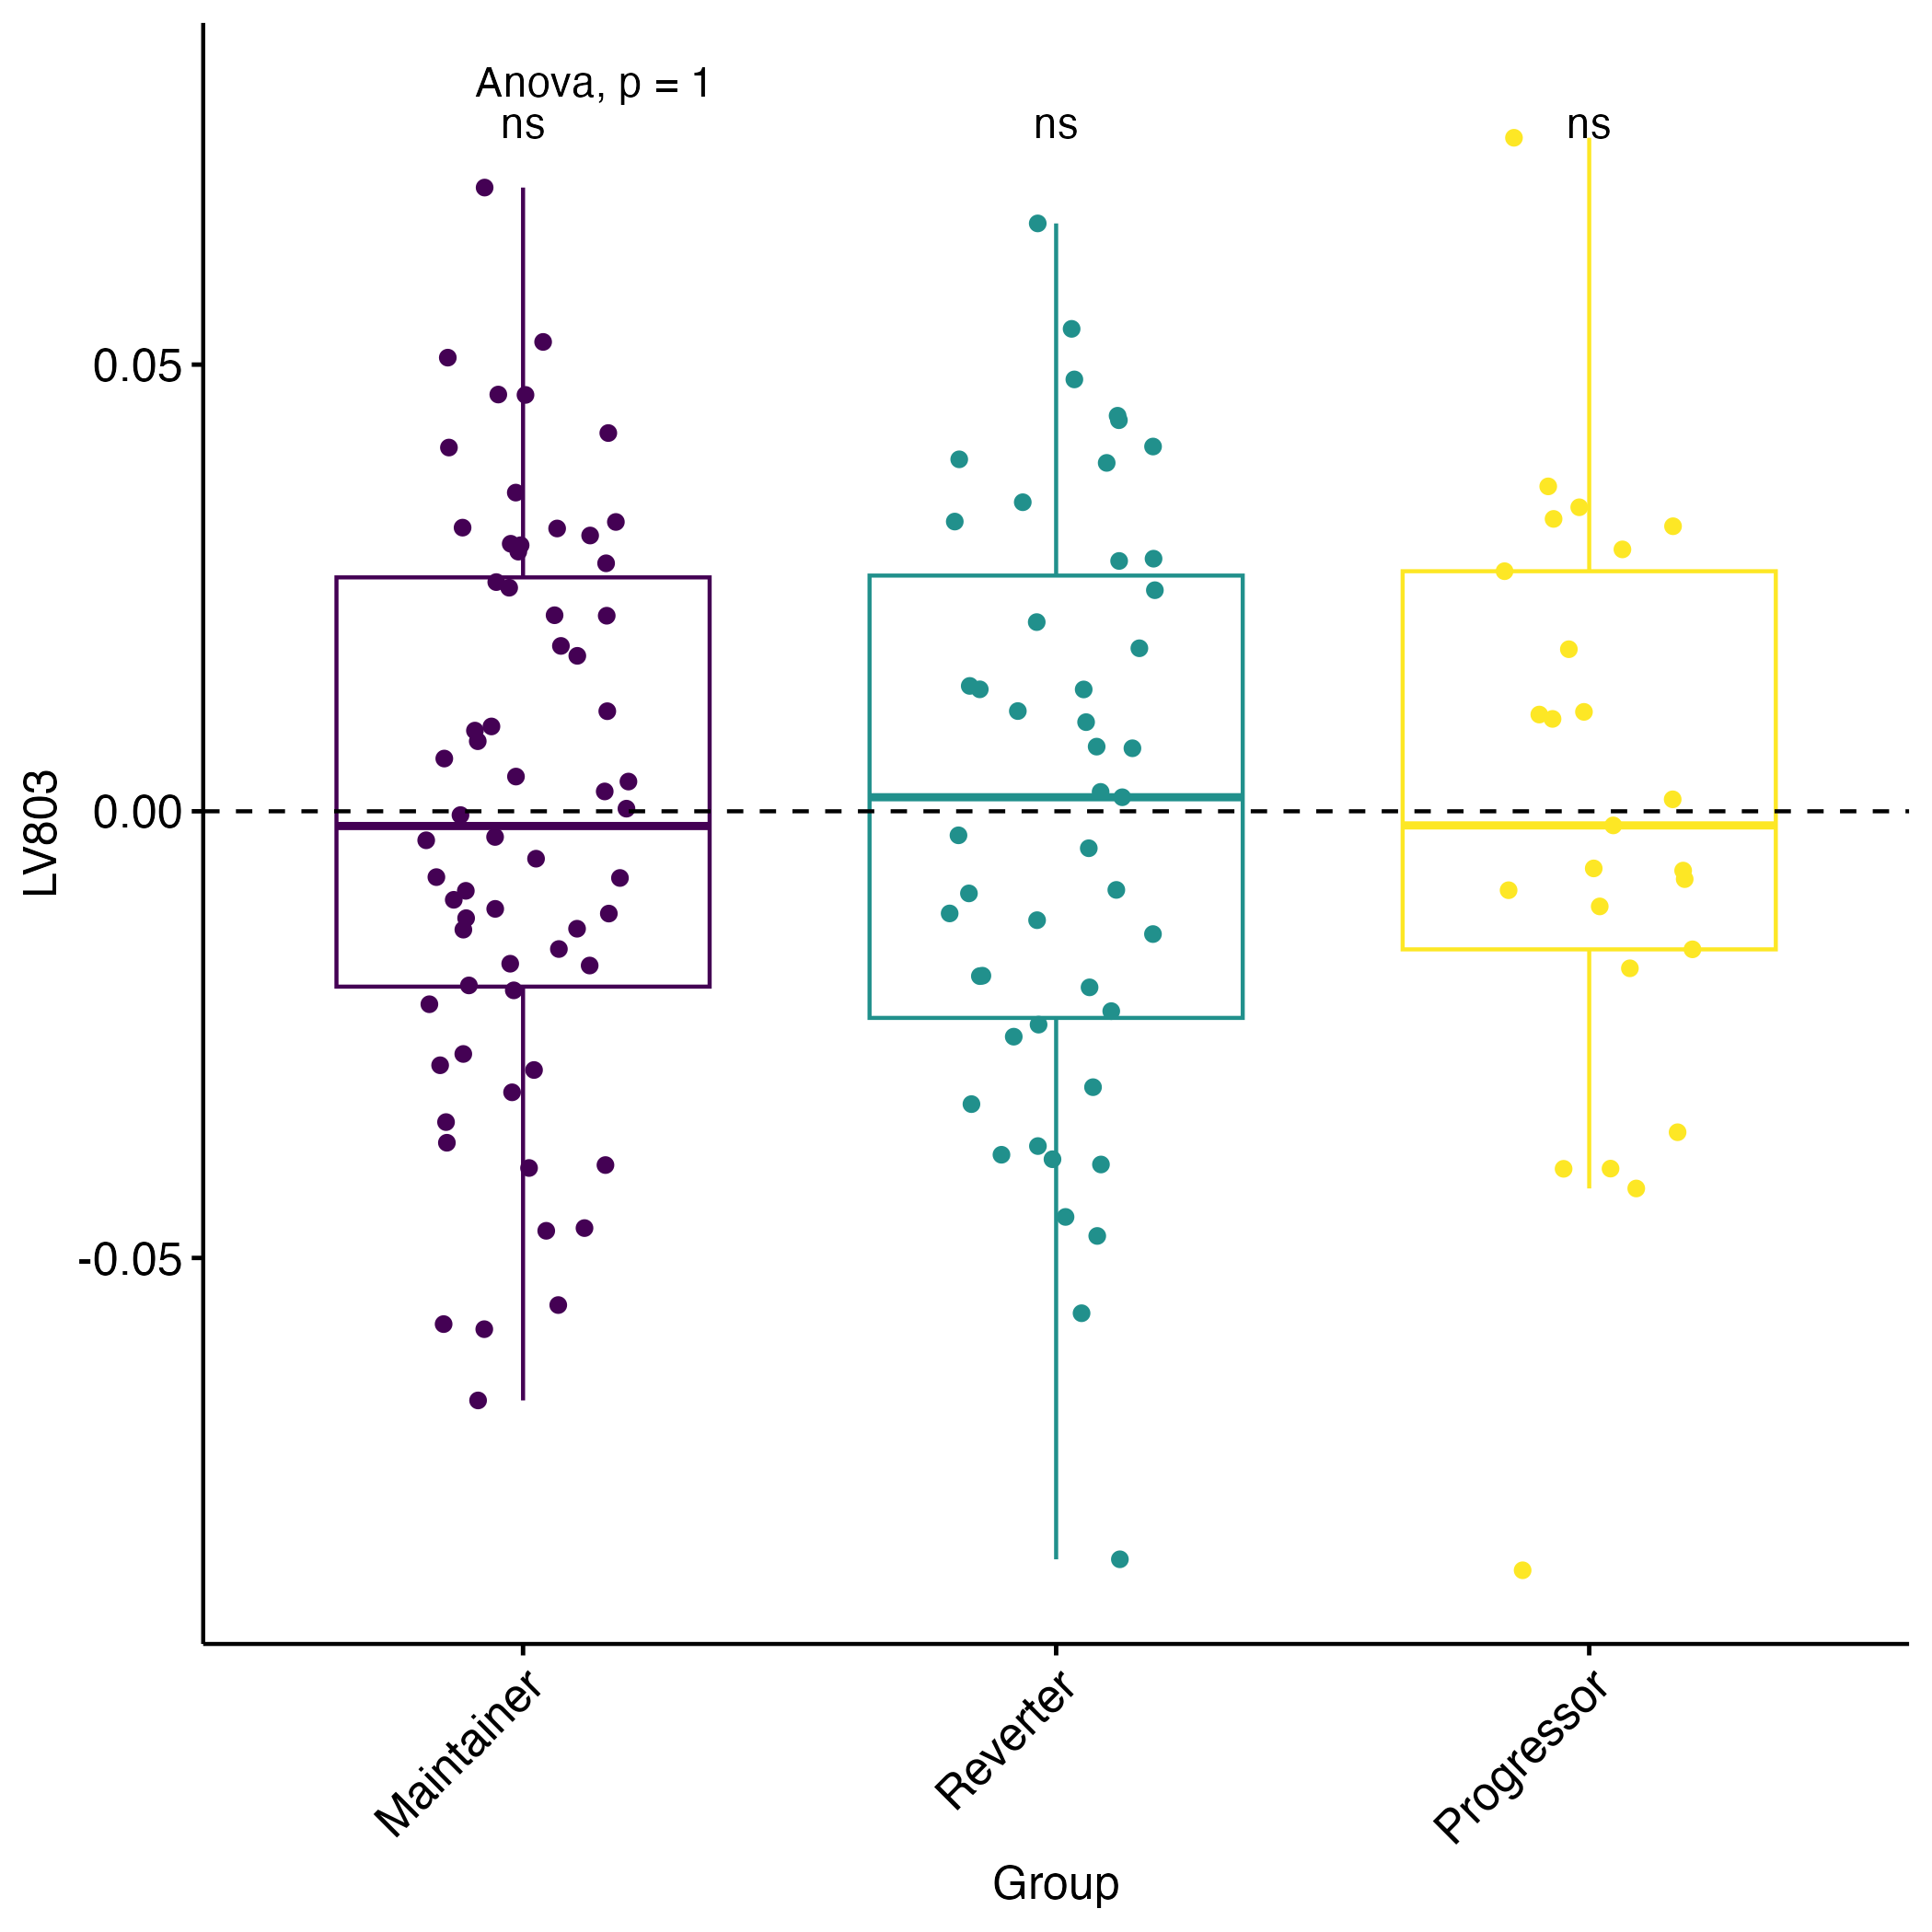 Anova, p = 1
ns
ns
ns
0.05
0.00
-0.05
LV803
Maintainer
Reverter
Progressor
Group